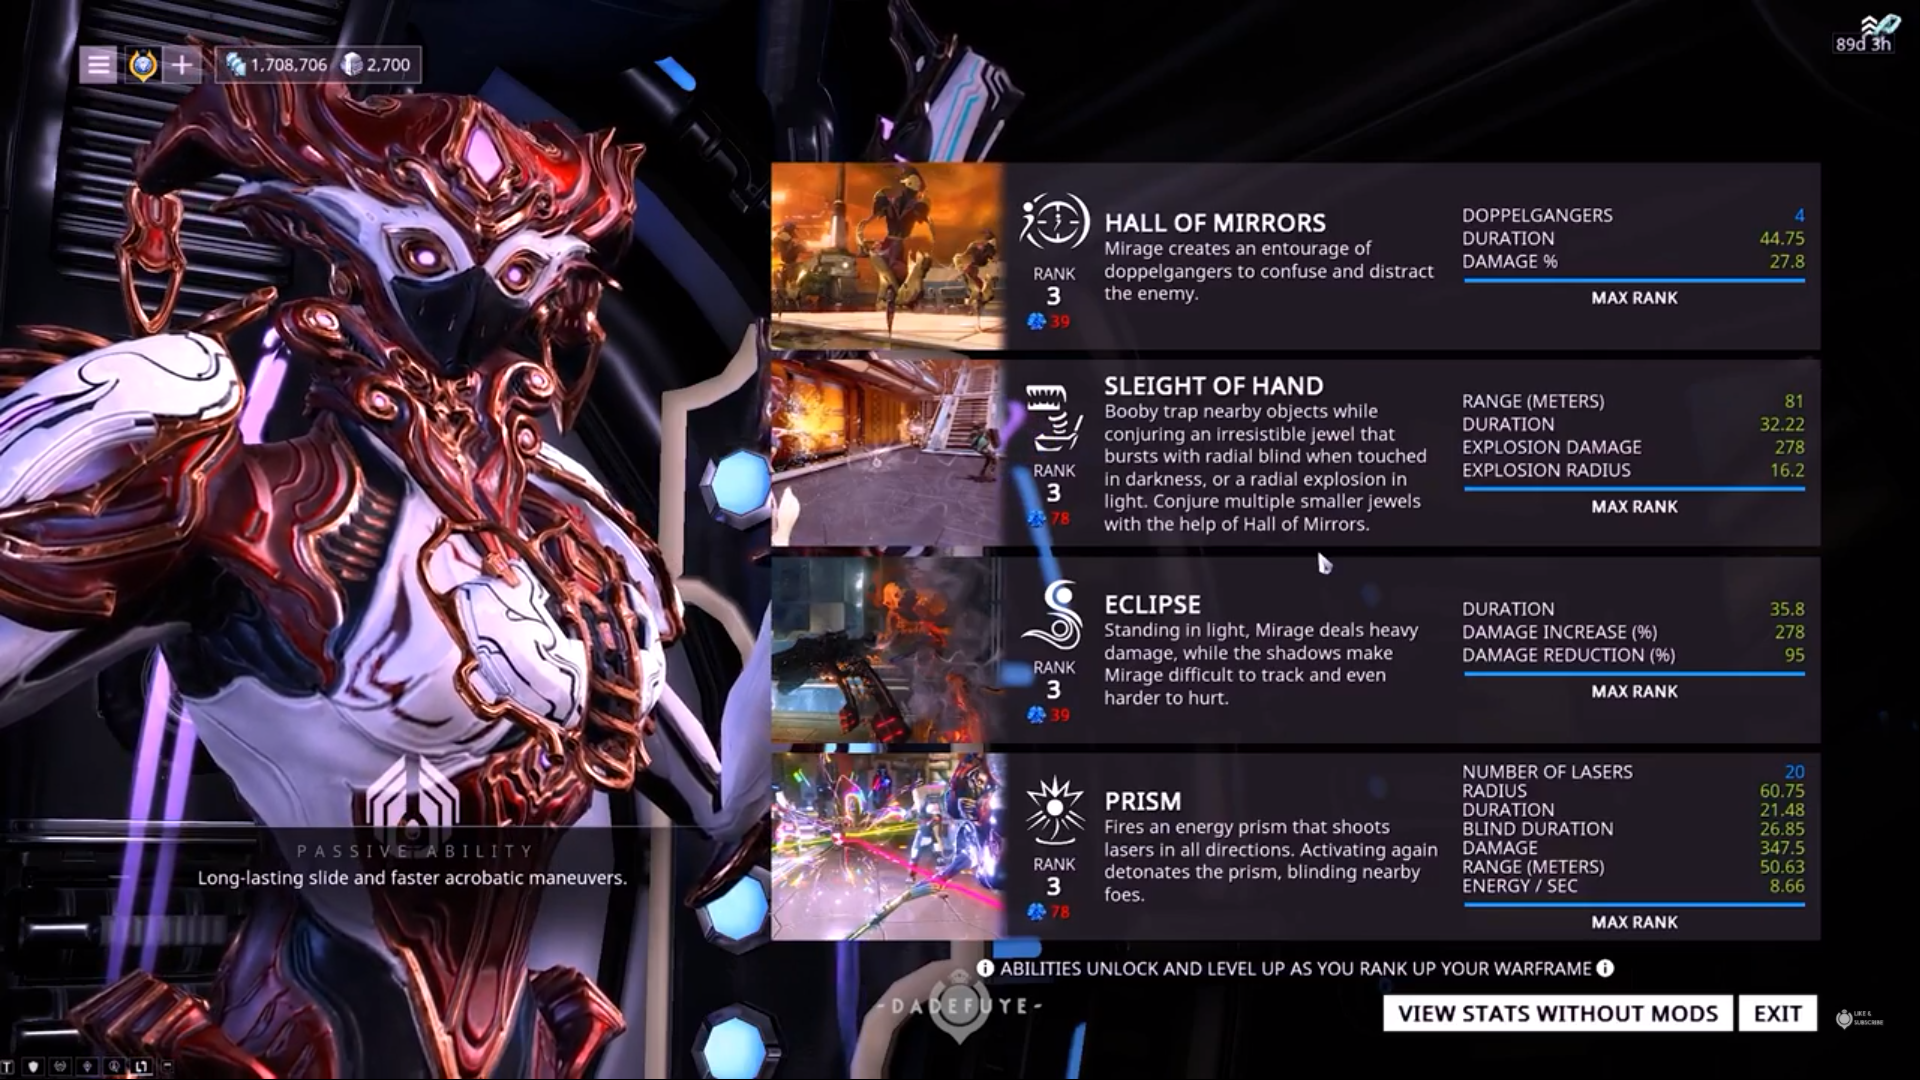 1,708,706 2,700
89d 3h
HALL OF MIRRORS
Mirage creates an entourage of
doppelgangers to confuse and distract
the enemy.
RANK
3
39
DOPPELGANGERS 4
DURATION 44.75
DAMAGE % 27.8
MAX RANK
SLEIGHT OF HAND
Booby trap nearby objects while
conjuring an irresistible jewel that
bursts with radial blind when touched
in darkness, or a radial explosion in
light. Conjure multiple smaller jewels
with the help of Hall of Mirrors.
RANK
3
78
RANGE (METERS) 81
DURATION 32.22
EXPLOSION DAMAGE 278
EXPLOSION RADIUS 16.2
MAX RANK
ECLIPSE
Standing in light, Mirage deals heavy
damage, while the shadows make
Mirage difficult to track and even
harder to hurt.
RANK
3
39
DURATION 35.8
DAMAGE INCREASE (%) 278
DAMAGE REDUCTION (%) 95
MAX RANK
PRISM
Fires an energy prism that shoots
lasers in all directions. Activating again
detonates the prism, blinding nearby
foes.
RANK
3
78
NUMBER OF LASERS 20
RADIUS 60.75
DURATION 21.48
BLIND DURATION 26.85
DAMAGE 347.5
RANGE (METERS) 50.63
ENERGY / SEC 8.66
MAX RANK
PASSIVE ABILITY
Long-lasting slide and faster acrobatic maneuvers.
ABILITIES UNLOCK AND LEVEL UP AS YOU RANK UP YOUR WARFRAME
-DADEFUYE-
VIEW STATS WITHOUT MODS EXIT
LIKE &
SUBSCRIBE
T